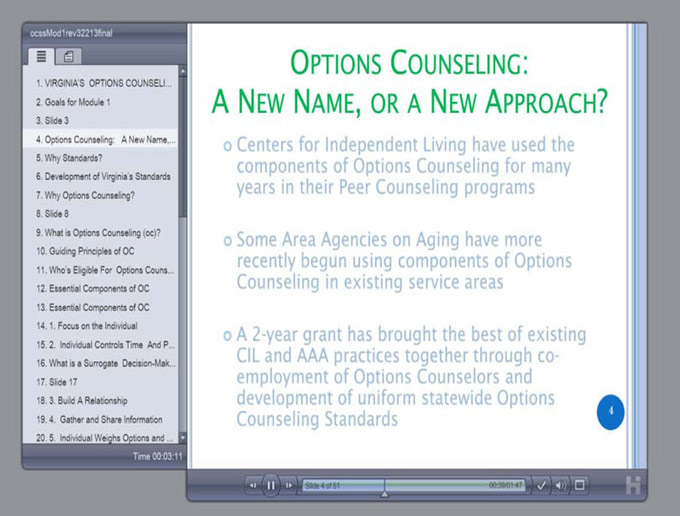 ocssMod1rev32213final
1. VIRGINIA'S OPTIONS COUNSELI...
2. Goals for Module 1
3. Slide 3
4. Options Counseling: A New Name,...
5. Why Standards?
6. Development of Virginia's Standards
7. Why Options Counseling?
8. Slide 8
9. What is Options Counseling (oc)?
10. Guiding Principles of OC
11. Who's Eligible For Options Couns...
12. Essential Components of OC
13. Essential Components of OC
14. 1. Focus on the Individual
15. 2. Individual Controls Time And P...
16. What is a Surrogate Decision-Mak...
17. Slide 17
18. 3. Build A Relationship
19. 4. Gather and Share Information
20. 5. Individual Weighs Options and ...
Time 00:03:11
OPTIONS COUNSELING:
A NEW NAME, OR A NEW APPROACH?
Centers for Independent Living have used the
components of Options Counseling for many
years in their Peer Counseling programs
Some Area Agencies on Aging have more
recently begun using components of Options
Counseling in existing service areas
A 2-year grant has brought the best of existing
CIL and AAA practices together through co-
employment of Options Counselors and
development of uniform statewide Options
Counseling Standards
4
Slide 4 of 51
00:39/01:47
H